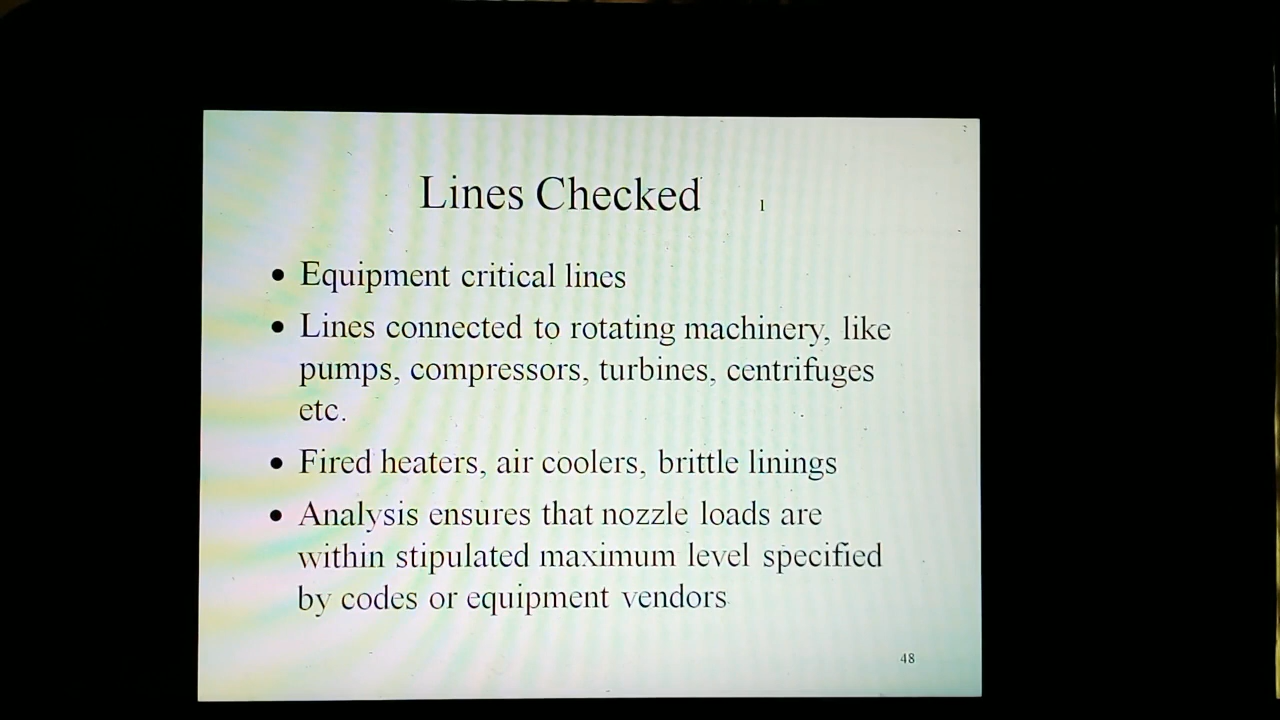 Lines Checked 1
• Equipment critical lines
• Lines connected to rotating machinery, like
pumps, compressors, turbines, centrifuges
etc.
• Fired heaters, air coolers, brittle linings
• Analysis ensures that nozzle loads are
within stipulated maximum level specified
by codes or equipment vendors
48